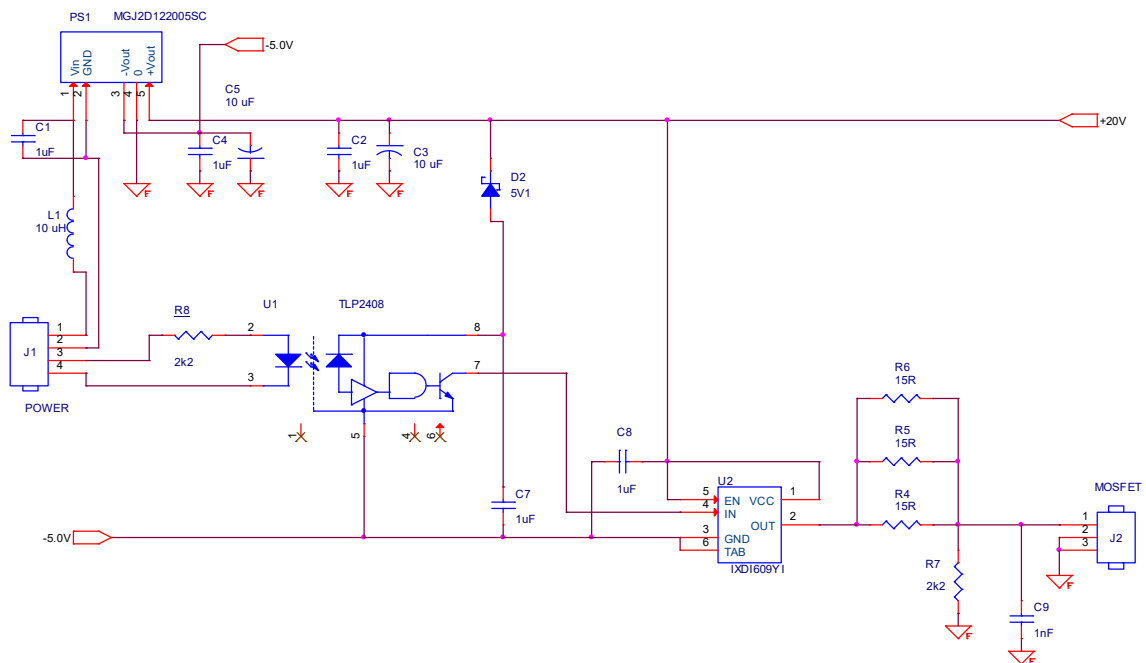 PS1 MGJ2D122005SC
Vin
GND
-Vout
0
+Vout
1
2
3
4
5
-5.0V
C5
10 uF
+20V
C1
1uF
C4
1uF
C2
1uF
C3
10 uF
F
F
F
F
D2
5V1
L1
10 uH
R8
2k2
U1
TLP2408
J1
1
2
3
4
POWER
2
3
8
7
1
5
4
6
C8
1uF
C7
1uF
-5.0V
U2
5 EN VCC 1
4 IN
OUT 2
3 GND
6 TAB
IXDI609YI
R6
15R
R5
15R
R4
15R
R7
2k2
F
C9
1nF
F
MOSFET
1
2
3
J2
F